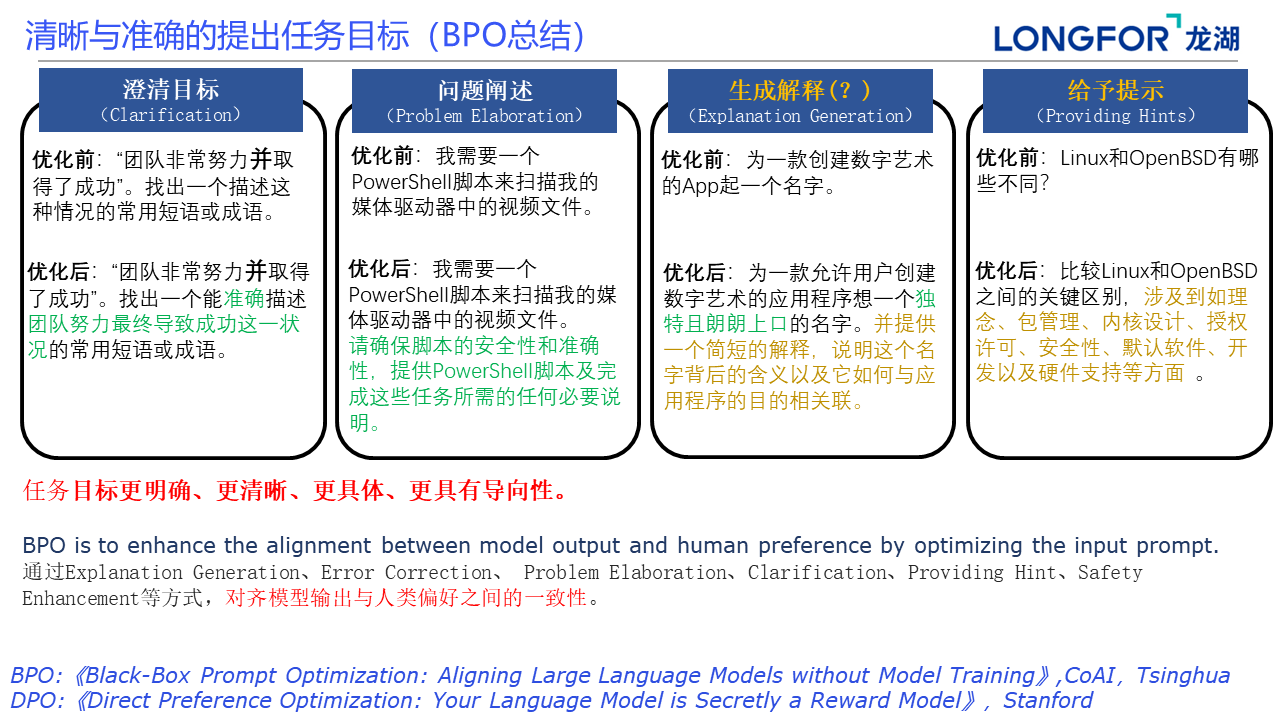 清晰与准确的提出任务目标（BPO总结）
LONGFOR 龙湖
澄清目标
（Clarification）
优化前：“团队非常努力并取
得了成功”。找出一个描述这
种情况的常用短语或成语。
优化后：“团队非常努力并取得
了成功”。找出一个能准确描述
团队努力最终导致成功这一状
况的常用短语或成语。
问题阐述
（Problem Elaboration）
优化前：我需要一个
PowerShell脚本来扫描我的
媒体驱动器中的视频文件。
优化后：我需要一个
PowerShell脚本来扫描我的媒
体驱动器中的视频文件。
请确保脚本的安全性和准确
性，提供PowerShell脚本及完
成这些任务所需的任何必要说
明。
生成解释(？)
（Explanation Generation）
优化前：为一款创建数字艺术
的App起一个名字。
优化后：为一款允许用户创建
数字艺术的应用程序想一个独
特且朗朗上口的名字。并提供
一个简短的解释，说明这个名
字背后的含义以及它如何与应
用程序的目的相关联。
给予提示
（Providing Hints）
优化前：Linux和OpenBSD有哪
些不同？
优化后：比较Linux和OpenBSD
之间的关键区别，涉及到如理
念、包管理、内核设计、授权
许可、安全性、默认软件、开
发以及硬件支持等方面 。
任务目标更明确、更清晰、更具体、更具有导向性。
BPO is to enhance the alignment between model output and human preference by optimizing the input prompt.
通过Explanation Generation、Error Correction、 Problem Elaboration、Clarification、Providing Hint、Safety
Enhancement等方式，对齐模型输出与人类偏好之间的一致性。
BPO:《Black-Box Prompt Optimization: Aligning Large Language Models without Model Training》,CoAI，Tsinghua
DPO:《Direct Preference Optimization: Your Language Model is Secretly a Reward Model》，Stanford